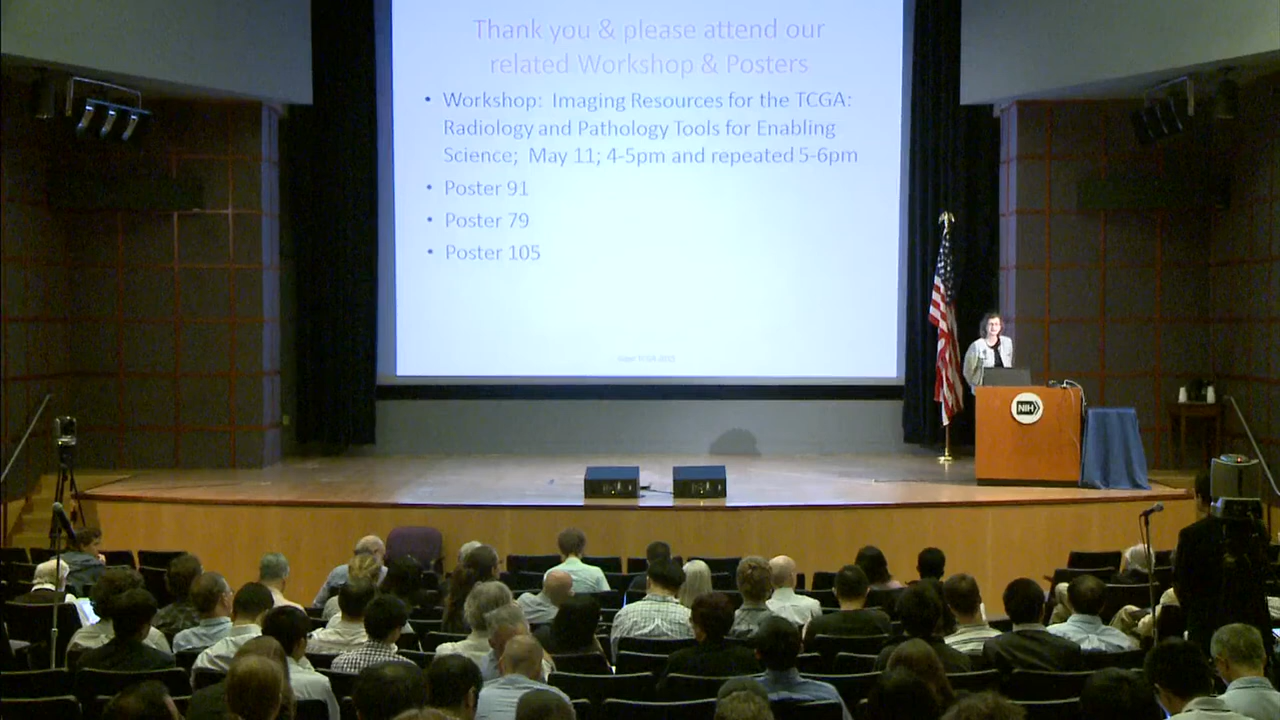 Thank you & please attend our
related Workshop & Posters
• Workshop: Imaging Resources for the TCGA:
Radiology and Pathology Tools for Enabling
Science; May 11; 4-5pm and repeated 5-6pm
• Poster 91
• Poster 79
• Poster 105
NIH